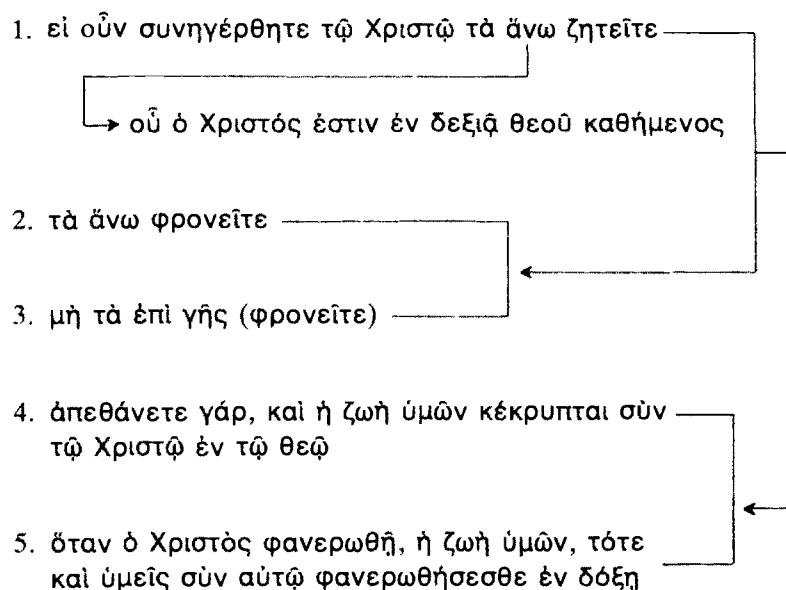 1. εἰ οὖν συνηγέρθητε τῷ Χριστῷ τὰ ἄνω ζητεῖτε
οὗ ὁ Χριστός ἐστιν ἐν δεξιᾷ θεοῦ καθήμενος
2. τὰ ἄνω φρονεῖτε
3. μὴ τὰ ἐπὶ γῆς (φρονεῖτε)
4. ἀπεθάνετε γάρ, καὶ ἡ ζωὴ ὑμῶν κέκρυπται σὺν
τῷ Χριστῷ ἐν τῷ θεῷ
5. ὅταν ὁ Χριστὸς φανερωθῇ, ἡ ζωὴ ὑμῶν, τότε
καὶ ὑμεῖς σὺν αὐτῷ φανερωθήσεσθε ἐν δόξῃ